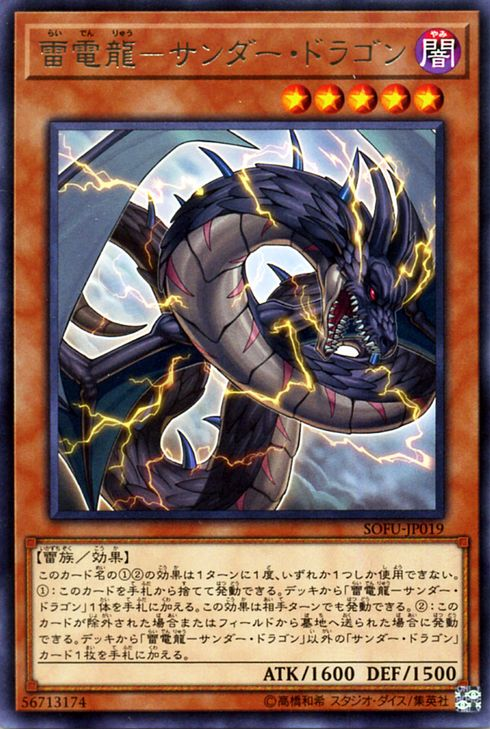 雷電龍－サンダー・ドラゴン
闇
SOFU-JP019
【雷族／効果】
このカード名の①②の効果は１ターンに１度、いずれか１つしか使用できない。
①：このカードを手札から捨てて発動できる。デッキから「雷電龍－サンダー・
ドラゴン」１体を手札に加える。この効果は相手ターンでも発動できる。②：この
カードが除外された場合またはフィールドから墓地へ送られた場合に発動
できる。デッキから「雷電龍－サンダー・ドラゴン」以外の「サンダー・ドラゴン」
カード１枚を手札に加える。
ATK/1600 DEF/1500
56713174 ©高橋和希 スタジオ・ダイス/集英社